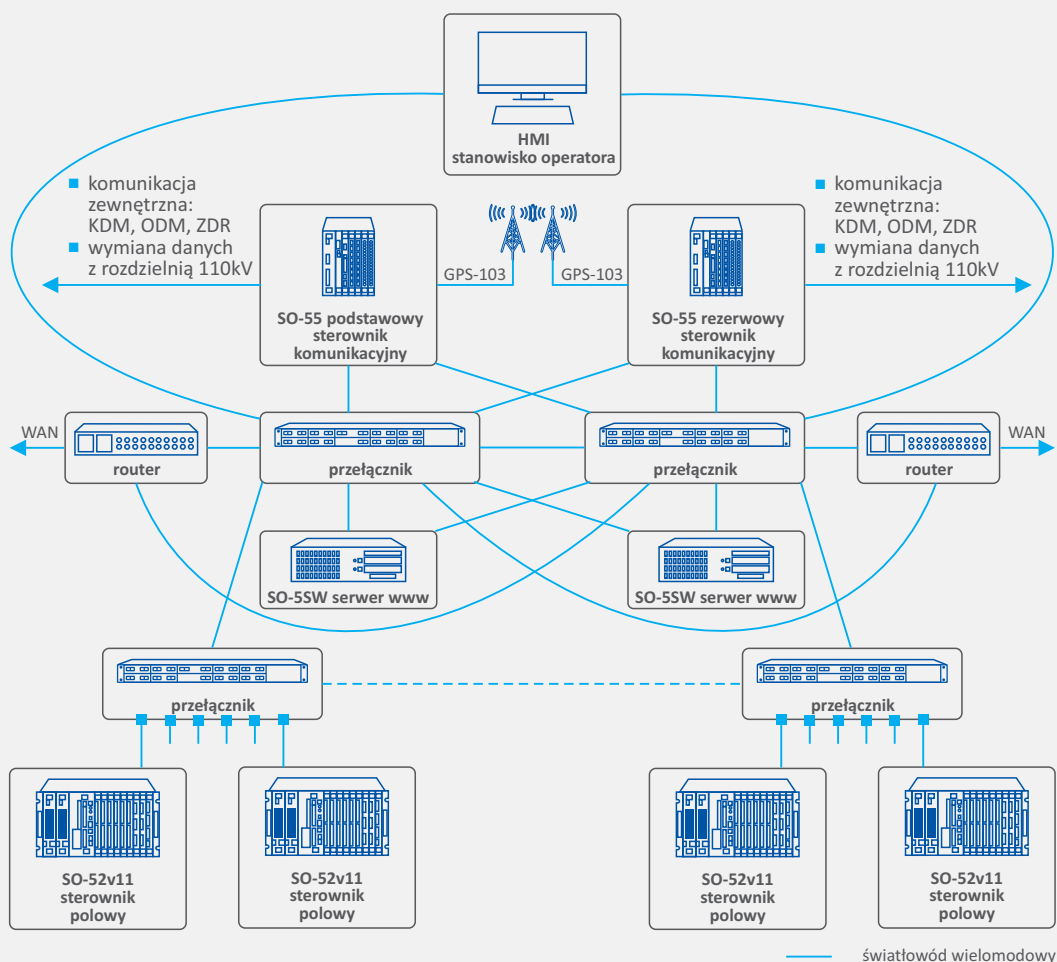 HMI
stanowisko operatora
komunikacja
zewnętrzna:
KDM, ODM, ZDR
wymiana danych
z rozdzielnią 110kV
komunikacja
zewnętrzna:
KDM, ODM, ZDR
wymiana danych
z rozdzielnią 110kV
GPS-103
GPS-103
SO-55 podstawowy
sterownik
komunikacyjny
SO-55 rezerwowy
sterownik
komunikacyjny
WAN
router
przełącznik
przełącznik
router
WAN
SO-5SW serwer www
SO-5SW serwer www
przełącznik
przełącznik
SO-52v11
sterownik
polowy
SO-52v11
sterownik
polowy
SO-52v11
sterownik
polowy
SO-52v11
sterownik
polowy
światłowód wielomodowy